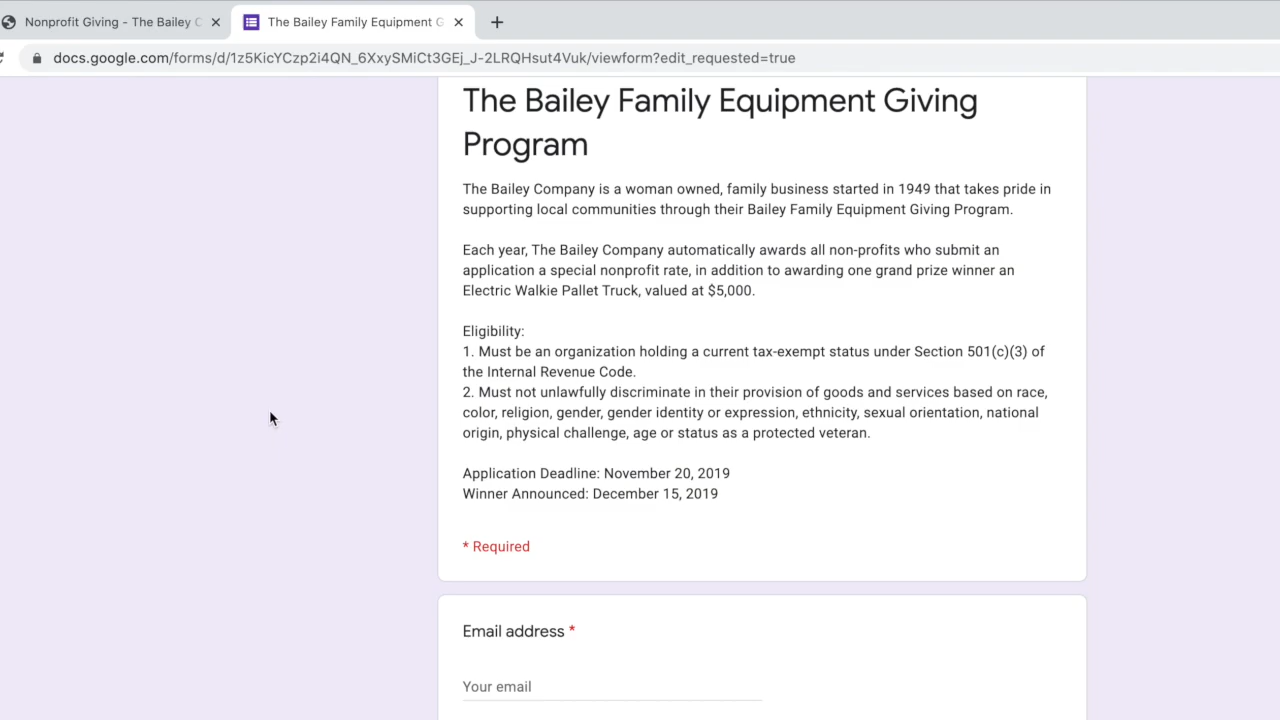 Nonprofit Giving - The Bailey C
The Bailey Family Equipment G
docs.google.com/forms/d/1z5KicYCzp2i4QN_6XxySMiCt3GEj_J-2LRQHsut4Vuk/viewform?edit_requested=true
The Bailey Family Equipment Giving
Program
The Bailey Company is a woman owned, family business started in 1949 that takes pride in
supporting local communities through their Bailey Family Equipment Giving Program.
Each year, The Bailey Company automatically awards all non-profits who submit an
application a special nonprofit rate, in addition to awarding one grand prize winner an
Electric Walkie Pallet Truck, valued at $5,000.
Eligibility:
1. Must be an organization holding a current tax-exempt status under Section 501(c)(3) of
the Internal Revenue Code.
2. Must not unlawfully discriminate in their provision of goods and services based on race,
color, religion, gender, gender identity or expression, ethnicity, sexual orientation, national
origin, physical challenge, age or status as a protected veteran.
Application Deadline: November 20, 2019
Winner Announced: December 15, 2019
* Required
Email address *
Your email